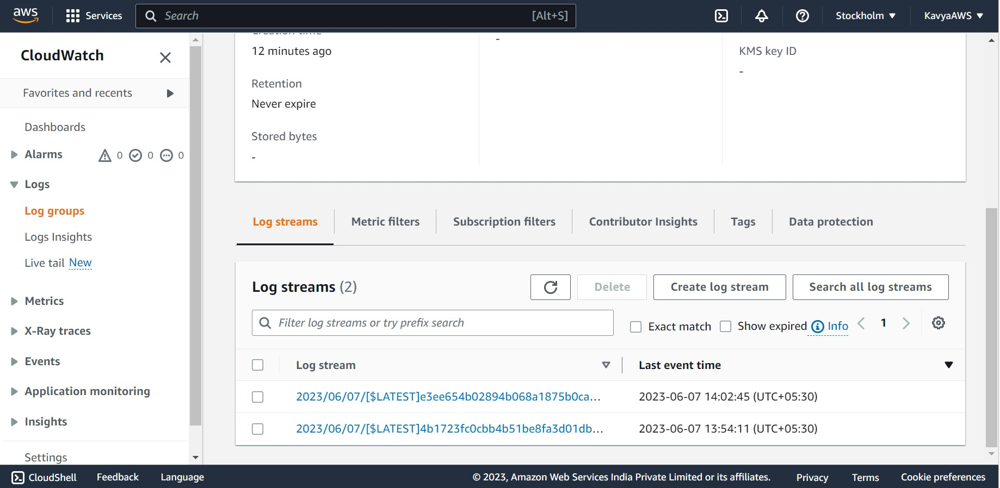 aws
Services
Search [Alt+S]
Stockholm
KavyaAWS
CloudWatch
Favorites and recents
Dashboards
Alarms 0 0 0
Logs
Log groups
Logs Insights
Live tail New
Metrics
X-Ray traces
Events
Application monitoring
Insights
Settings
Creation time
12 minutes ago
Retention
Never expire
Stored bytes
-
-
KMS key ID
-
Log streams
Metric filters
Subscription filters
Contributor Insights
Tags
Data protection
Log streams (2)
Delete
Create log stream
Search all log streams
Filter log streams or try prefix search
Exact match
Show expired
Info
1
Log stream
Last event time
2023/06/07/[$LATEST]e3ee654b02894b068a1875b0ca...
2023-06-07 14:02:45 (UTC+05:30)
2023/06/07/[$LATEST]4b1723fc0cbb4b51be8fa3d01db...
2023-06-07 13:54:11 (UTC+05:30)
CloudShell
Feedback
Language
© 2023, Amazon Web Services India Private Limited or its affiliates.
Privacy
Terms
Cookie preferences